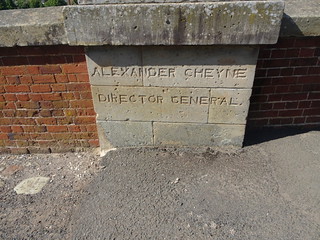 ALEXANDER CHEYNE
DIRECTOR GENERAL.